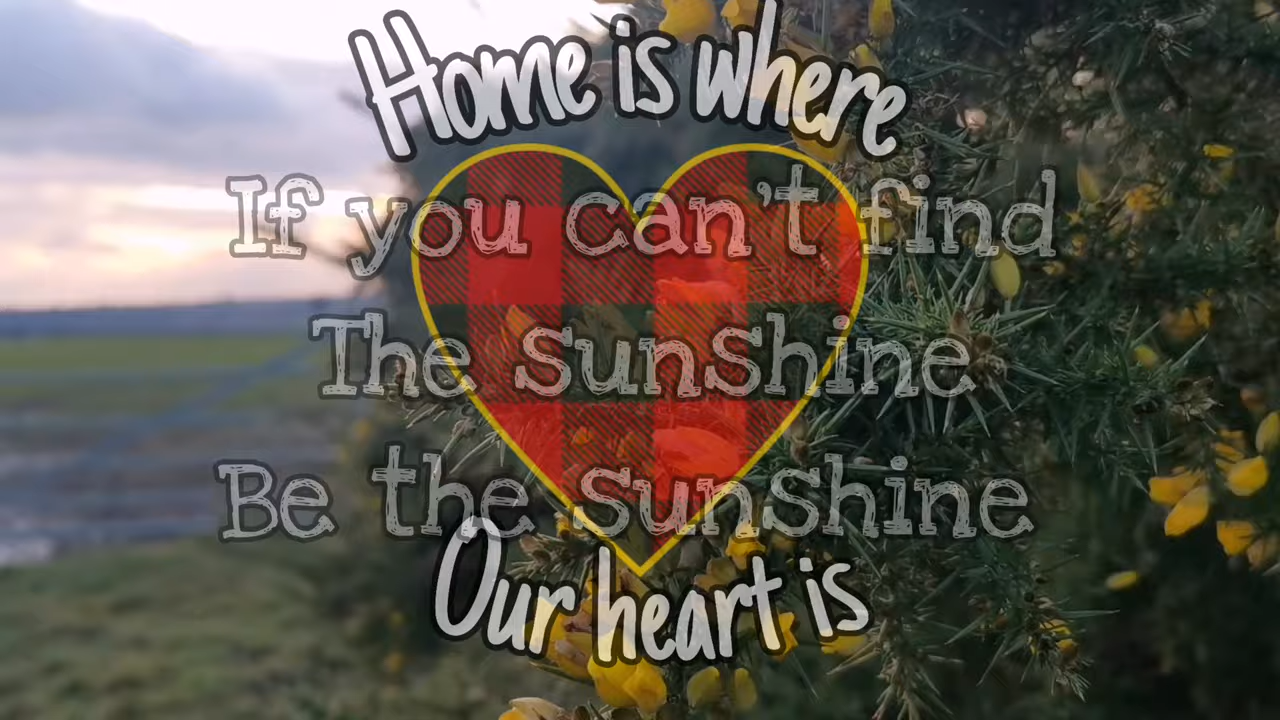 Home is where
If you can't find
The sunshine
Be the sunshine
Our heart is